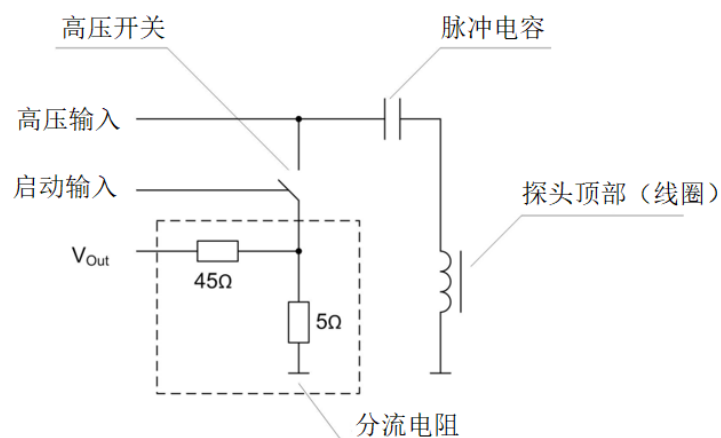 高压开关
脉冲电容
高压输入
启动输入
探头顶部（线圈）
VOut
45Ω
5Ω
分流电阻